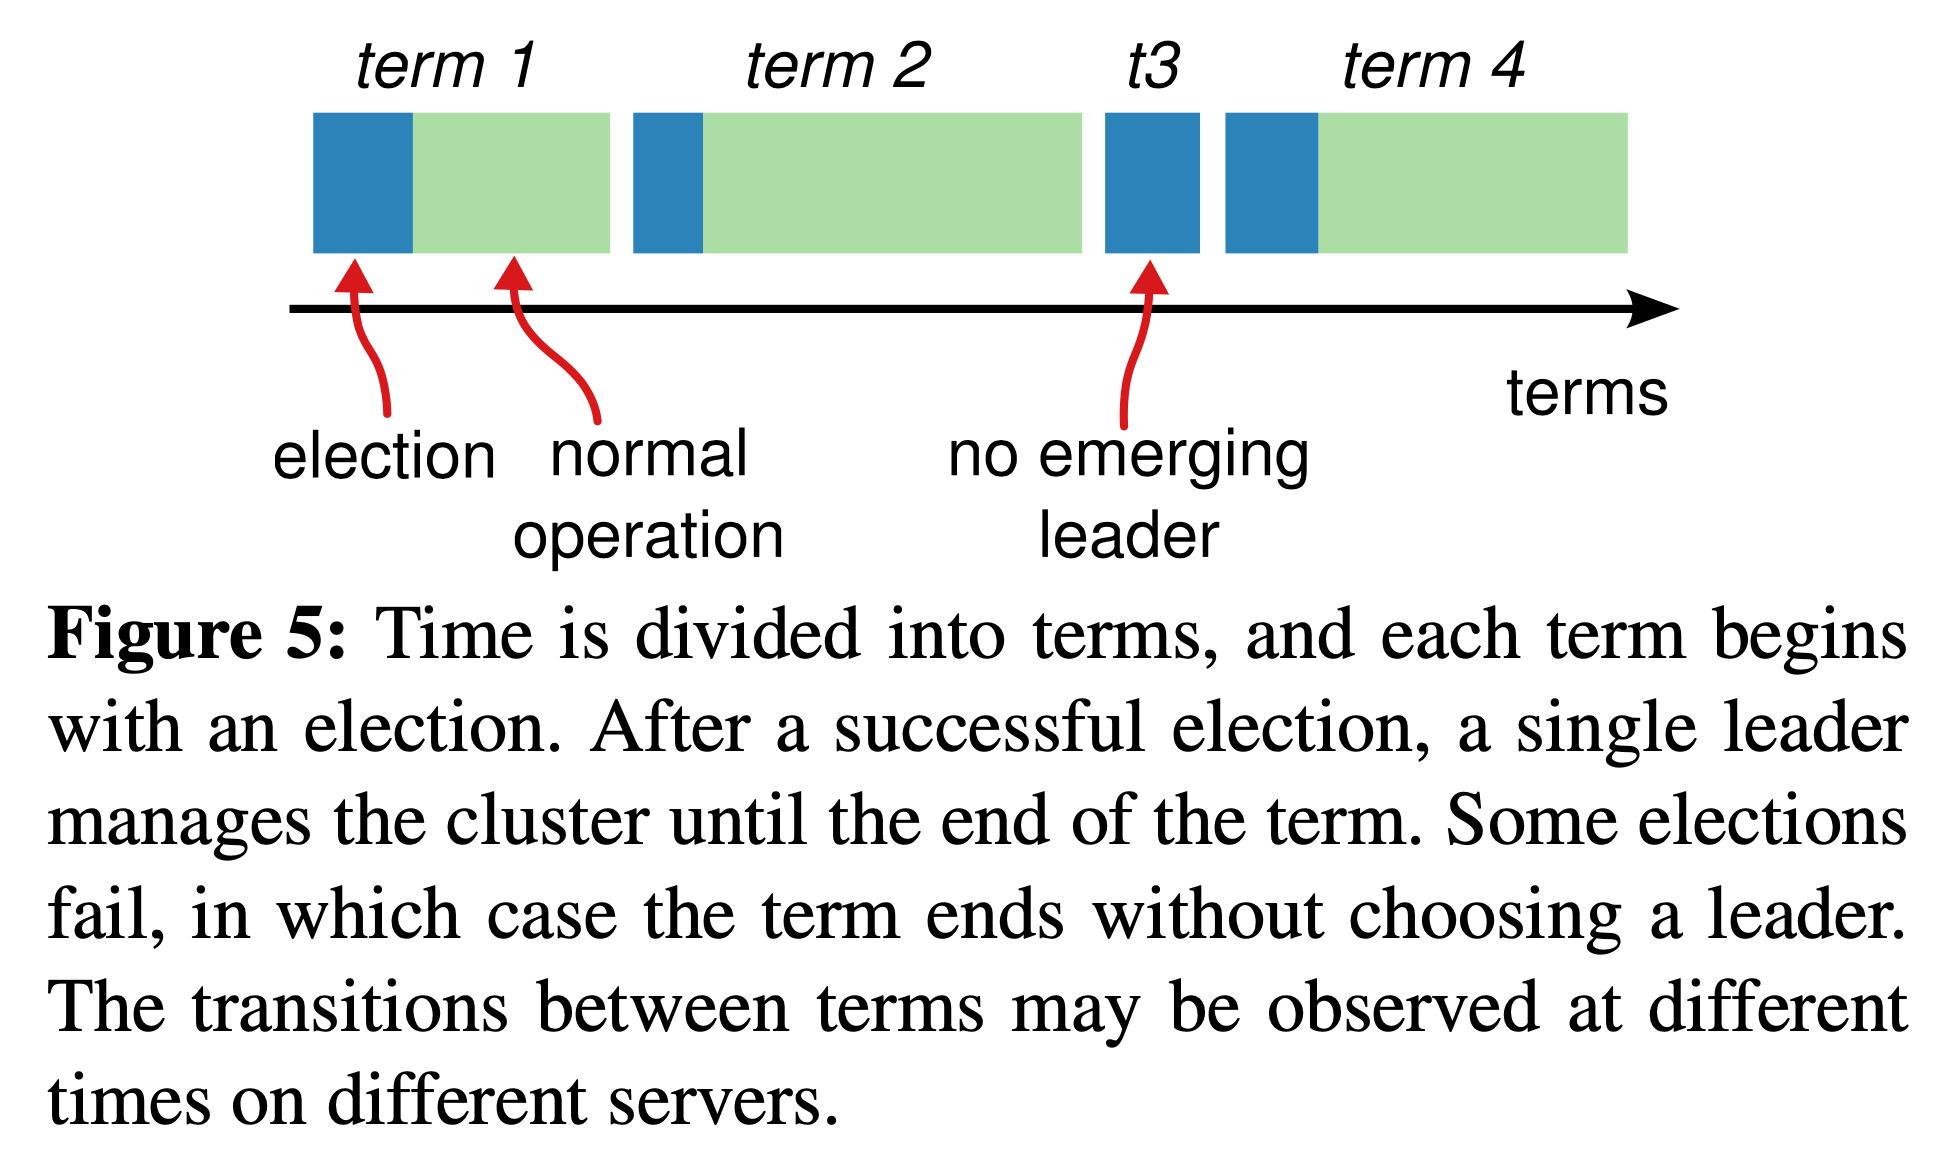 term 1 term 2 t3 term 4
terms
election normal no emerging
operation leader
Figure 5: Time is divided into terms, and each term begins
with an election. After a successful election, a single leader
manages the cluster until the end of the term. Some elections
fail, in which case the term ends without choosing a leader.
The transitions between terms may be observed at different
times on different servers.